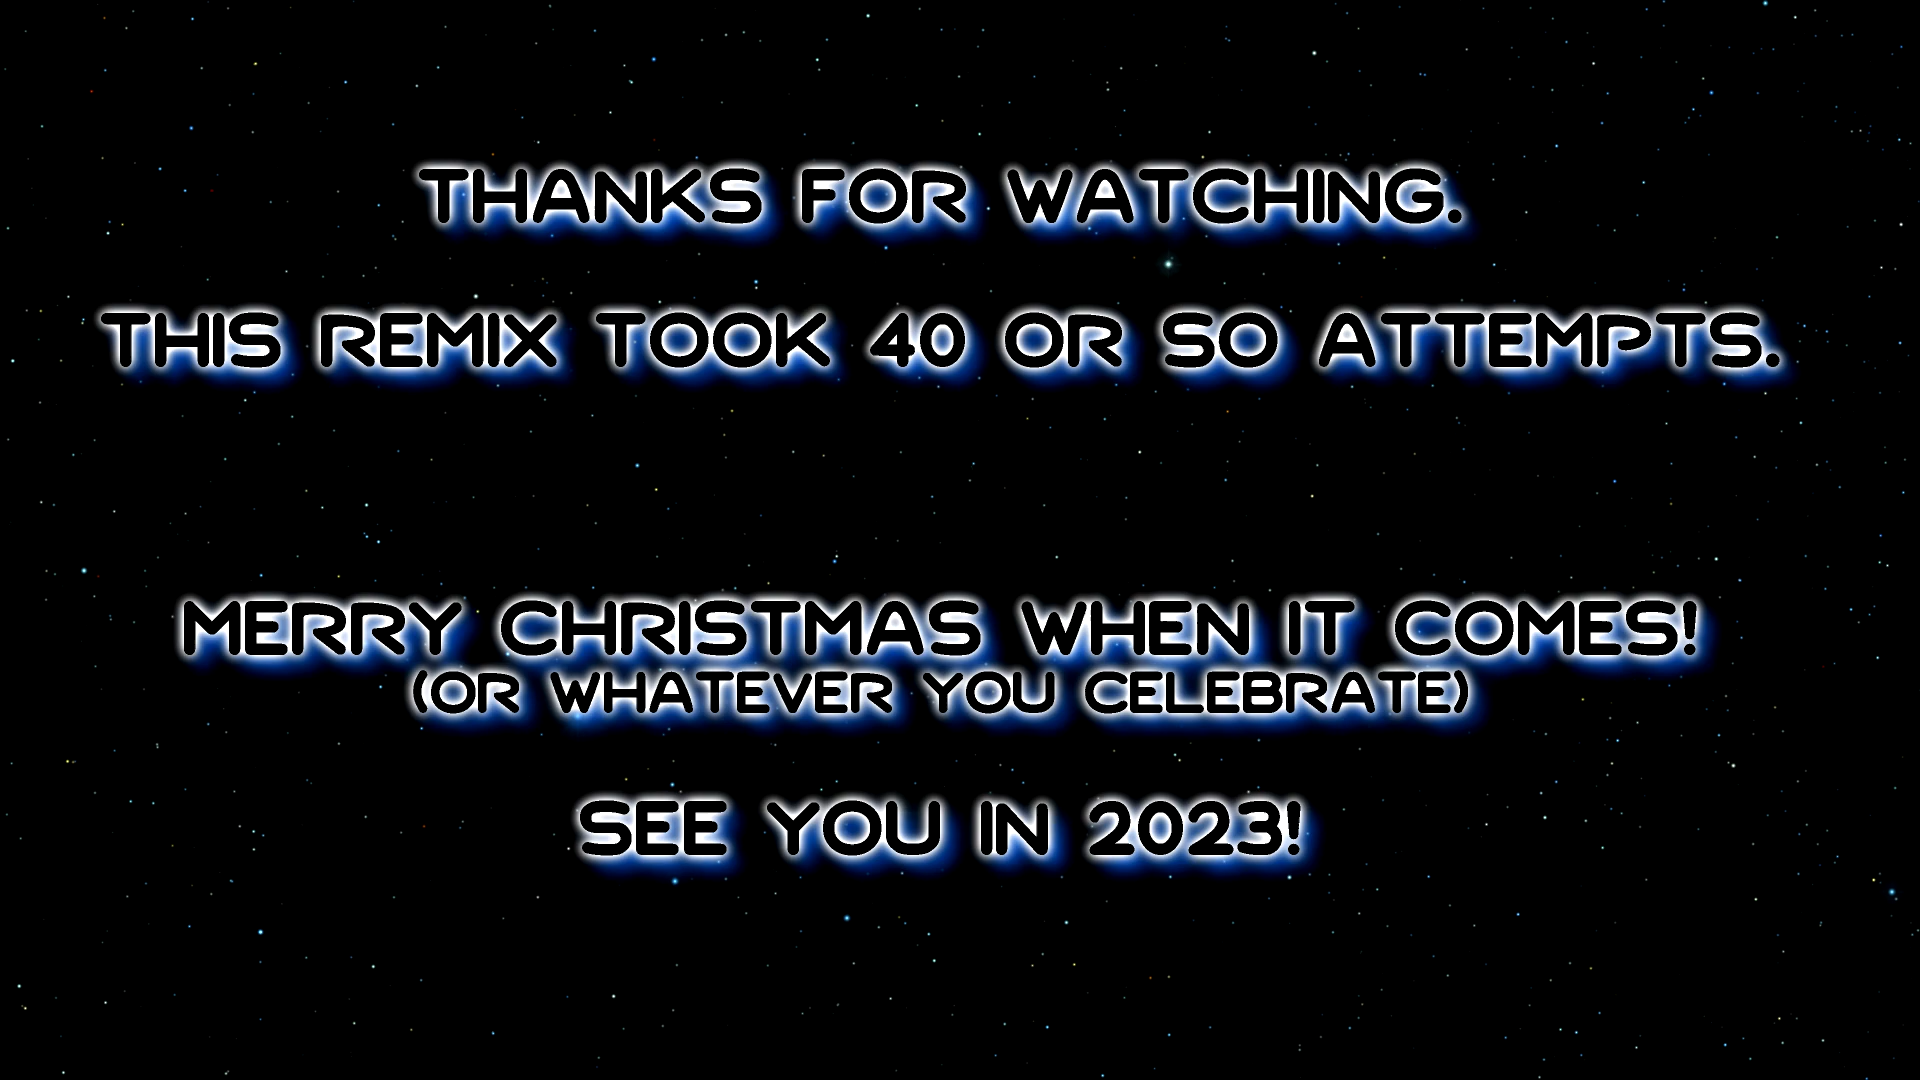 THANKS FOR WATCHING.
THIS REMIX TOOK 40 OR SO ATTEMPTS.
MERRY CHRISTMAS WHEN IT COMES!
(OR WHATEVER YOU CELEBRATE)
SEE YOU IN 2023!